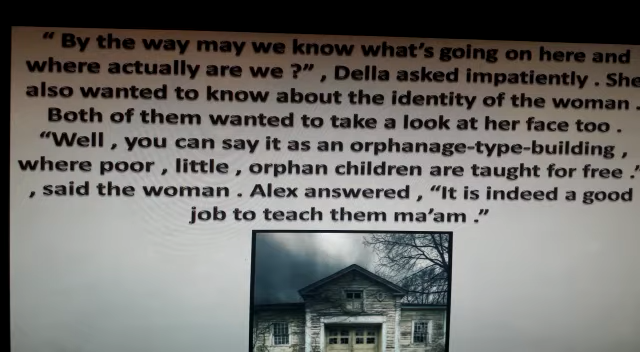 “ By the way may we know what’s going on here and
where actually are we ?” , Della asked impatiently . She
also wanted to know about the identity of the woman .
Both of them wanted to take a look at her face too .
“Well , you can say it as an orphanage-type-building ,
where poor , little , orphan children are taught for free .”
, said the woman . Alex answered , “It is indeed a good
job to teach them ma’am .”